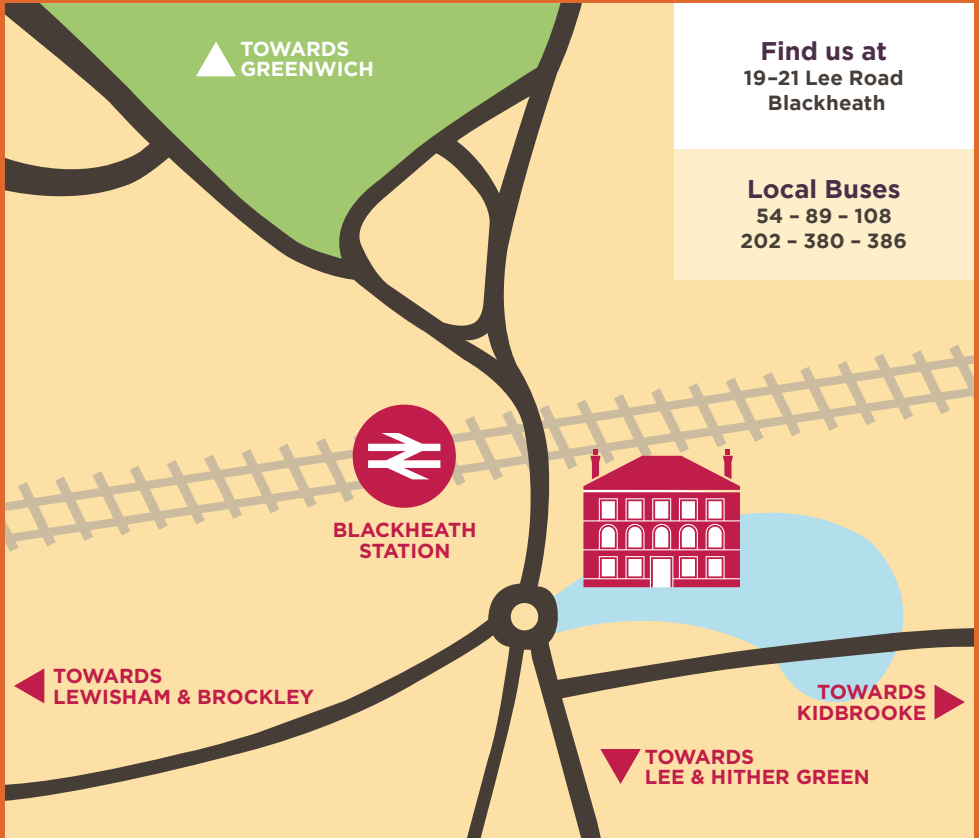 TOWARDS
GREENWICH
Find us at
19–21 Lee Road
Blackheath
Local Buses
54 – 89 – 108
202 – 380 – 386
BLACKHEATH
STATION
TOWARDS
LEWISHAM & BROCKLEY
TOWARDS
KIDBROOKE
TOWARDS
LEE & HITHER GREEN